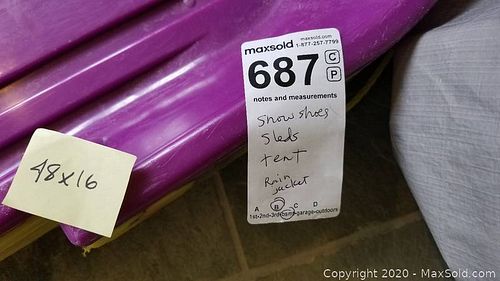 maxsold
maxsold.com
1-877-257-7799
687
C
P
notes and measurements
Snow shoes
Sleds
tent
Rain
jacket
A B C D
1st-2nd-3rd-bsmt-garage-outdoors
48x16
Copyright 2020 - MaxSold.com